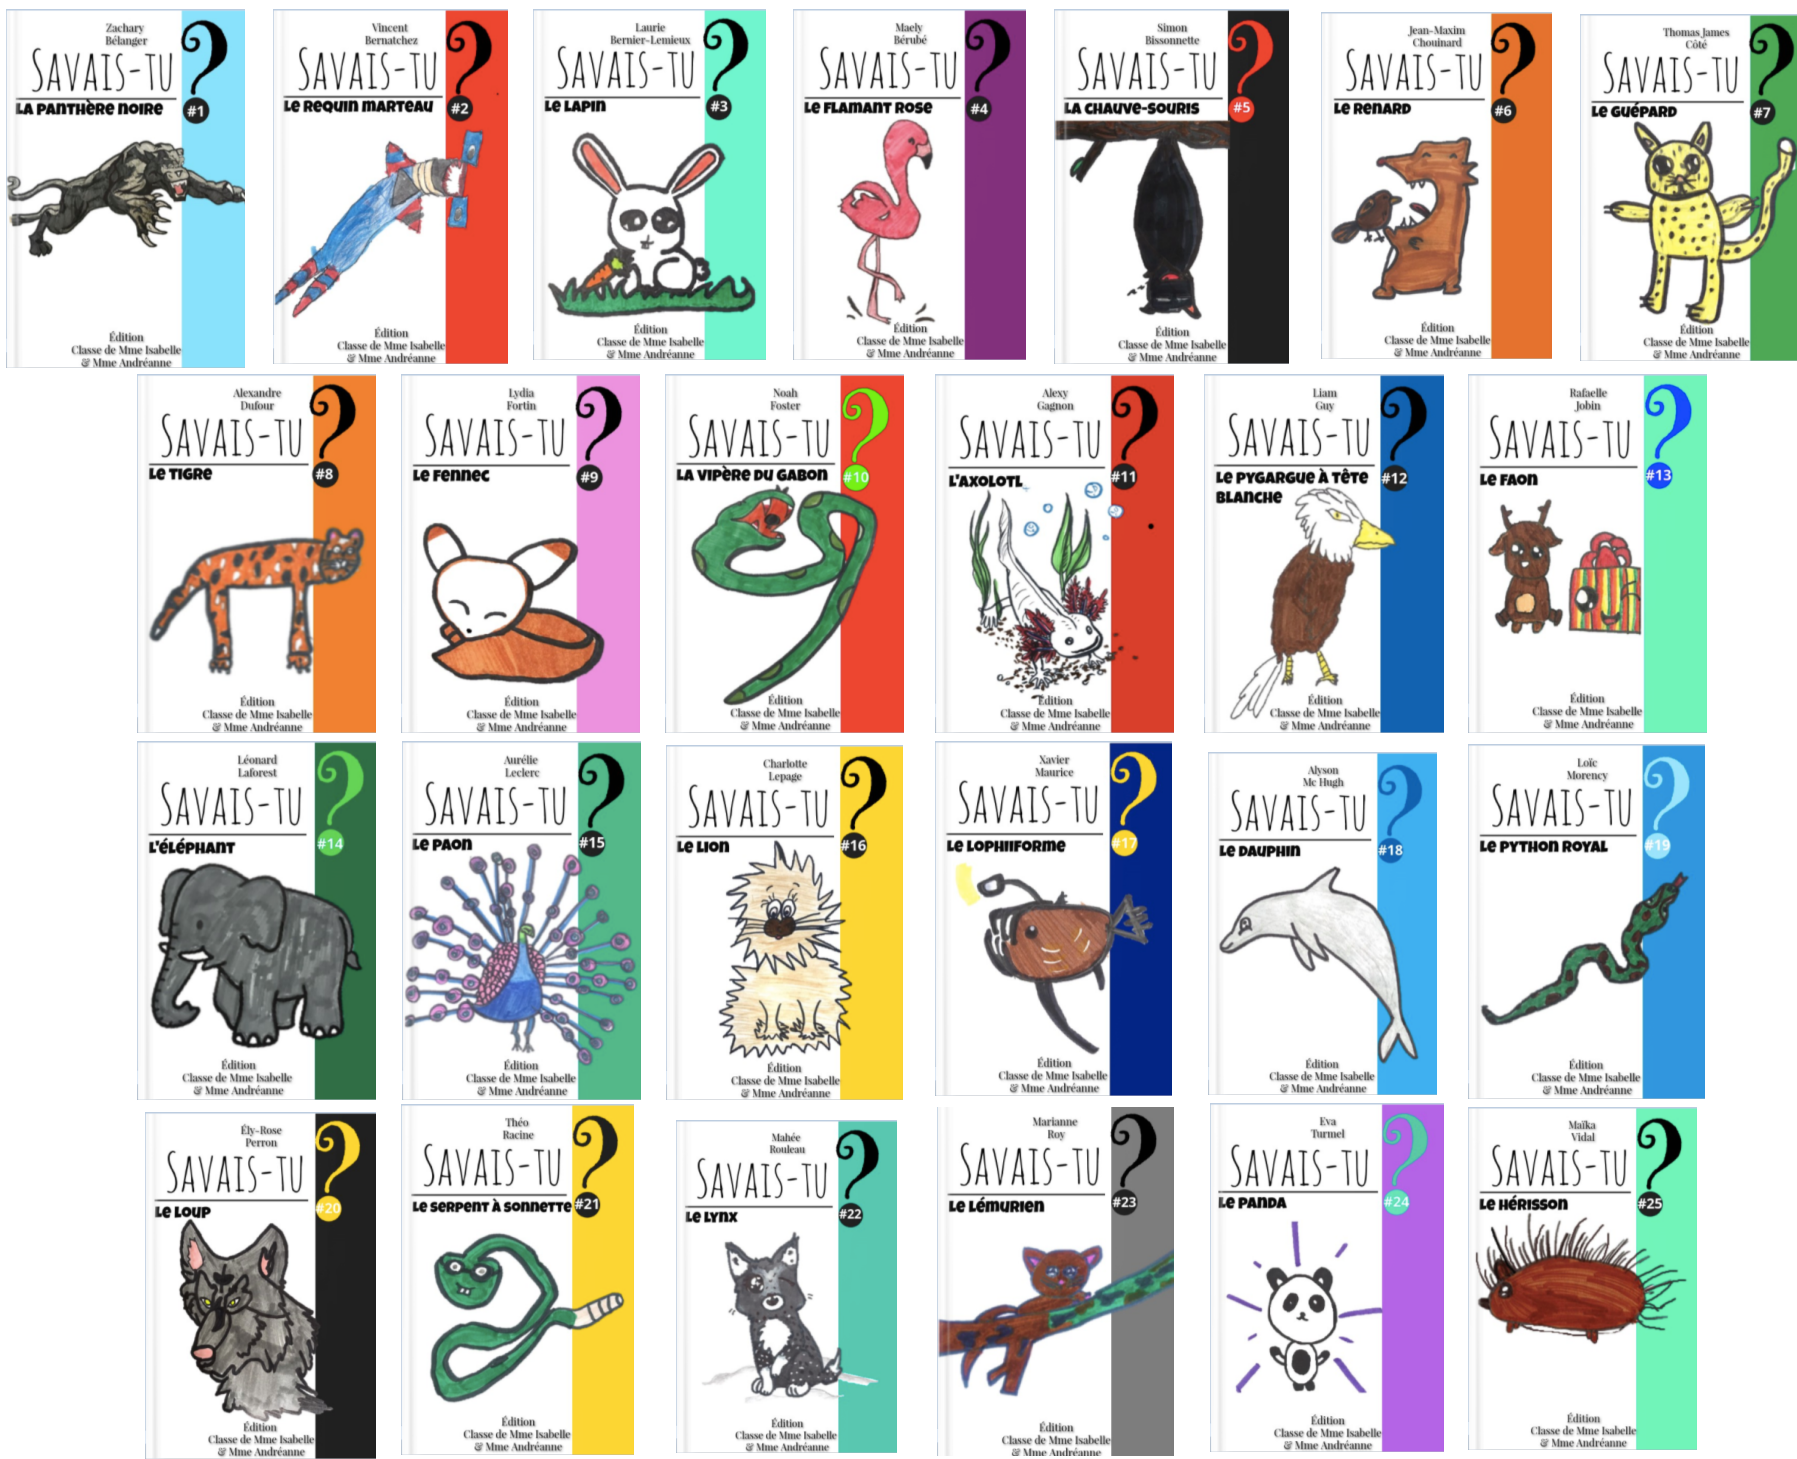 Zachary
Bélanger
SAVAIS-TU ?
LA PANTHÈRE NOIRE
#1
Édition
Classe de Mme Isabelle
& Mme Andréanne
Vincent
Bernatchez
SAVAIS-TU ?
LE REQUIN MARTEAU
#2
Édition
Classe de Mme Isabelle
& Mme Andréanne
Laurie
Bernier-Lemieux
SAVAIS-TU ?
LE LAPIN
#3
Édition
Classe de Mme Isabelle
& Mme Andréanne
Maely
Bérubé
SAVAIS-TU ?
LE FLAMANT ROSE
#4
Édition
Classe de Mme Isabelle
& Mme Andréanne
Simon
Bissonnette
SAVAIS-TU ?
LA CHAUVE-SOURIS
#5
Édition
Classe de Mme Isabelle
& Mme Andréanne
Jean-Maxim
Chouinard
SAVAIS-TU ?
LE RENARD
#6
Édition
Classe de Mme Isabelle
& Mme Andréanne
Thomas James
Côté
SAVAIS-TU ?
LE GUÉPARD
#7
Édition
Classe de Mme Isabelle
& Mme Andréanne
Alexandre
Dufour
SAVAIS-TU ?
LE TIGRE
#8
Édition
Classe de Mme Isabelle
& Mme Andréanne
Lydia
Fortin
SAVAIS-TU ?
LE FENNEC
#9
Édition
Classe de Mme Isabelle
& Mme Andréanne
Noah
Foster
SAVAIS-TU ?
LA VIPÈRE DU GABON
#10
Édition
Classe de Mme Isabelle
& Mme Andréanne
Alexy
Gagnon
SAVAIS-TU ?
L'AXOLOTL
#11
Édition
Classe de Mme Isabelle
& Mme Andréanne
Liam
Guy
SAVAIS-TU ?
LE PYGARGUE À TÊTE
BLANCHE
#12
Édition
Classe de Mme Isabelle
& Mme Andréanne
Rafaelle
Jobin
SAVAIS-TU ?
LE FAON
#13
Édition
Classe de Mme Isabelle
& Mme Andréanne
Léonard
Laforest
SAVAIS-TU ?
L'ÉLÉPHANT
#14
Édition
Classe de Mme Isabelle
& Mme Andréanne
Aurélie
Leclerc
SAVAIS-TU ?
LE PAON
#15
Édition
Classe de Mme Isabelle
& Mme Andréanne
Charlotte
Lepage
SAVAIS-TU ?
LE LION
#16
Édition
Classe de Mme Isabelle
& Mme Andréanne
Xavier
Maurice
SAVAIS-TU ?
LE LOPHIIFORME
#17
Édition
Classe de Mme Isabelle
& Mme Andréanne
Alyson
Mc Hugh
SAVAIS-TU ?
LE DAUPHIN
#18
Édition
Classe de Mme Isabelle
& Mme Andréanne
Loïc
Morency
SAVAIS-TU ?
LE PYTHON ROYAL
#19
Édition
Classe de Mme Isabelle
& Mme Andréanne
Ély-Rose
Perron
SAVAIS-TU ?
LE LOUP
#20
Édition
Classe de Mme Isabelle
& Mme Andréanne
Théo
Racine
SAVAIS-TU ?
LE SERPENT À SONNETTE
#21
Édition
Classe de Mme Isabelle
& Mme Andréanne
Mahée
Rouleau
SAVAIS-TU ?
LE LYNX
#22
Édition
Classe de Mme Isabelle
& Mme Andréanne
Marianne
Roy
SAVAIS-TU ?
LE LÉMURIEN
#23
Édition
Classe de Mme Isabelle
& Mme Andréanne
Eva
Turmel
SAVAIS-TU ?
LE PANDA
#24
Édition
Classe de Mme Isabelle
& Mme Andréanne
Maïka
Vidal
SAVAIS-TU ?
LE HÉRISSON
#25
Édition
Classe de Mme Isabelle
& Mme Andréanne